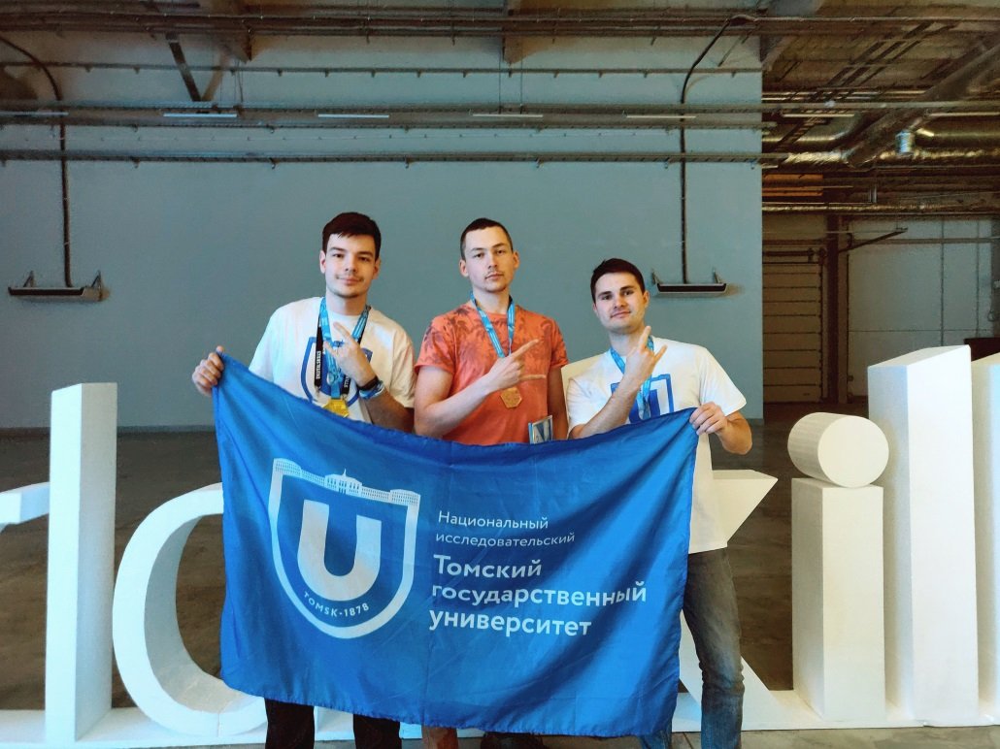 Национальный
исследовательский
Томский
государственный
университет
U
TOMSK-1878